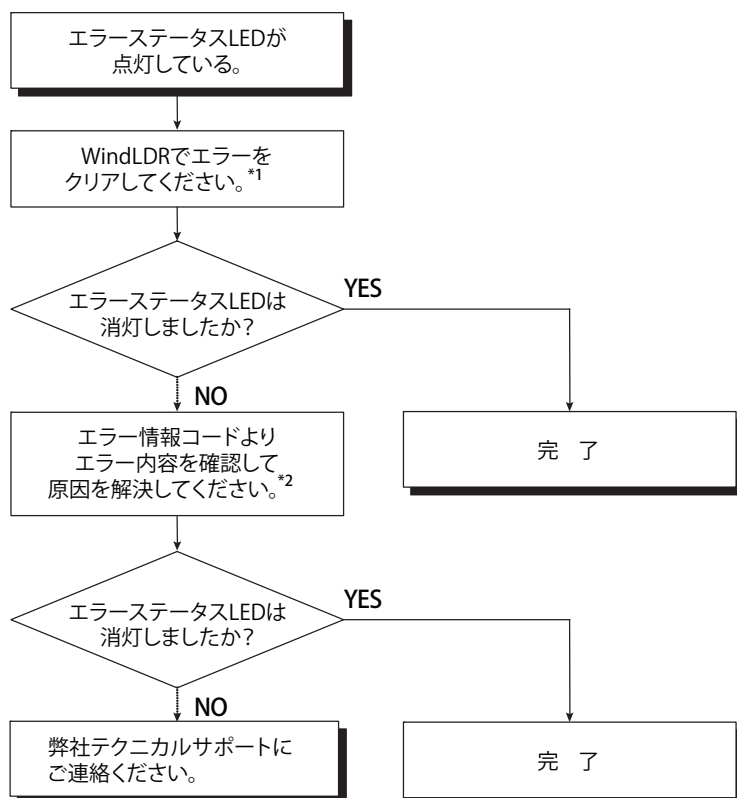 エラーステータスLEDが
点灯している。
WindLDRでエラーを
クリアしてください。*1
エラーステータスLEDは
消灯しましたか？
YES
NO
エラー情報コードより
エラー内容を確認して
原因を解決してください。*2
完　了
エラーステータスLEDは
消灯しましたか？
YES
NO
弊社テクニカルサポートに
ご連絡ください。
完　了